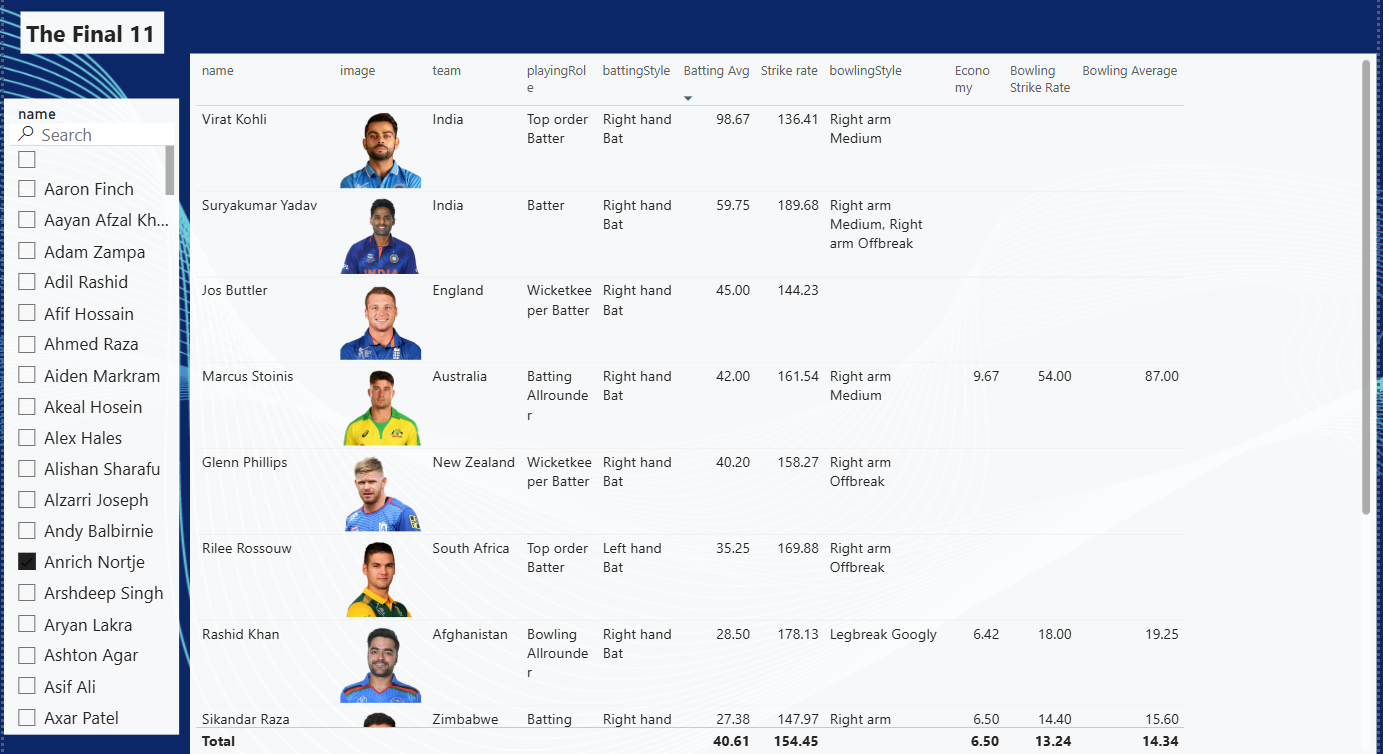 The Final 11
name
Search
Aaron Finch
Aayan Afzal Kh...
Adam Zampa
Adil Rashid
Afif Hossain
Ahmed Raza
Aiden Markram
Akeal Hosein
Alex Hales
Alishan Sharafu
Alzarri Joseph
Andy Balbirnie
Anrich Nortje
Arshdeep Singh
Aryan Lakra
Ashton Agar
Asif Ali
Axar Patel
name image team playingRol battingStyle Batting Avg Strike rate bowlingStyle Econo Bowling Bowling Average
e my Strike Rate
Virat Kohli India Top order Right hand 98.67 136.41 Right arm
Batter Bat Medium
Suryakumar Yadav India Batter Right hand 59.75 189.68 Right arm
Bat Medium, Right
arm Offbreak
INDIA
Jos Buttler England Wicketkee Right hand 45.00 144.23
per Batter Bat
Marcus Stoinis Australia Batting Right hand 42.00 161.54 Right arm 9.67 54.00 87.00
Allrounde Bat Medium
r
Glenn Phillips New Zealand Wicketkee Right hand 40.20 158.27 Right arm
per Batter Bat Offbreak
Rilee Rossouw South Africa Top order Left hand 35.25 169.88 Right arm
Batter Bat Offbreak
Rashid Khan Afghanistan Bowling Right hand 28.50 178.13 Legbreak Googly 6.42 18.00 19.25
Allrounde Bat
r
Sikandar Raza Zimbabwe Batting Right hand 27.38 147.97 Right arm 6.50 14.40 15.60
Total 40.61 154.45 6.50 13.24 14.34